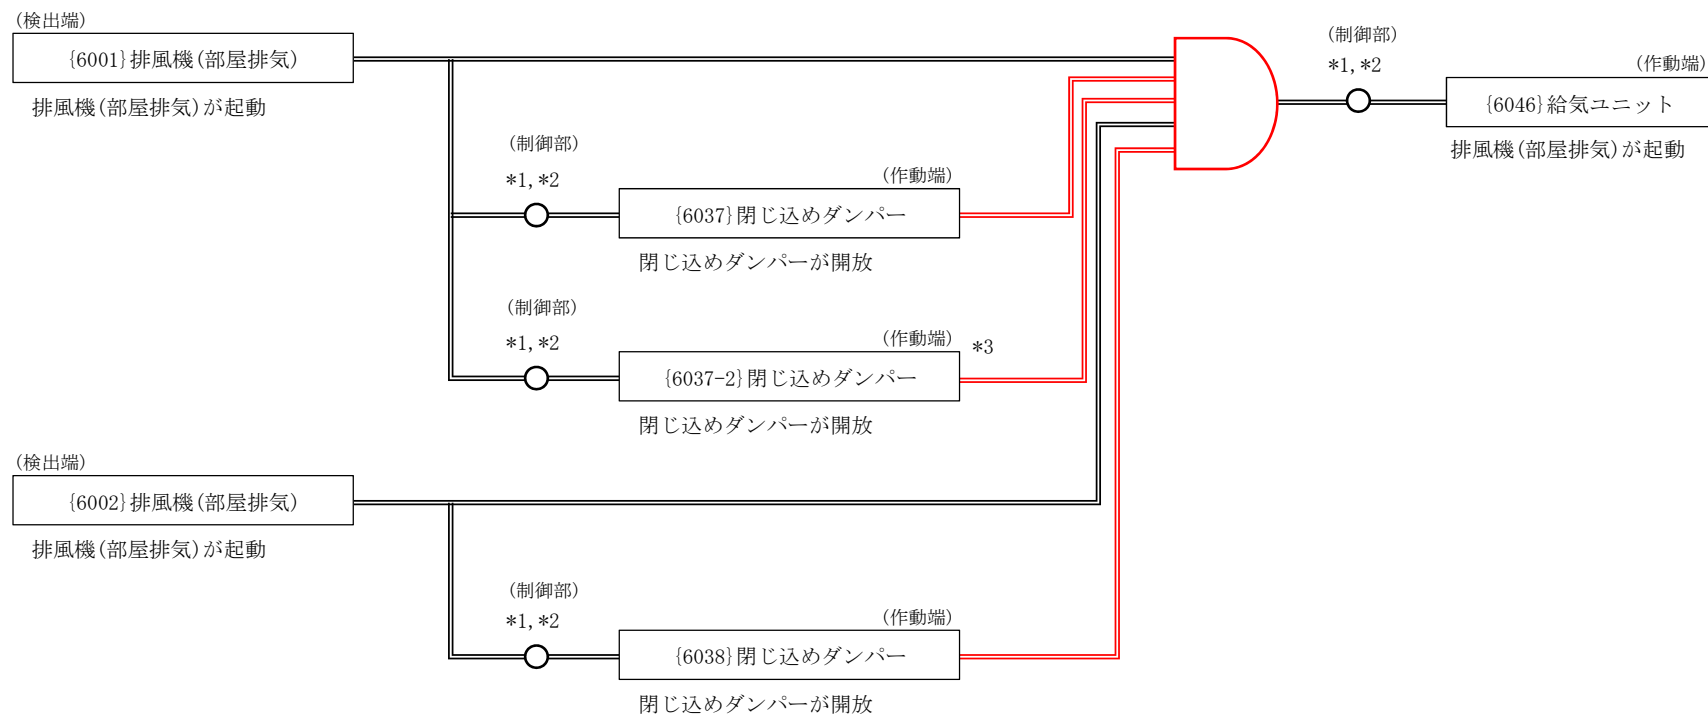 (検出端)
{6001}排風機(部屋排気)
排風機(部屋排気)が起動
(制御部)
*1,*2
(作動端)
{6046}給気ユニット
排風機(部屋排気)が起動
(制御部)
*1,*2
(作動端)
{6037}閉じ込めダンパー
閉じ込めダンパーが開放
(制御部)
*1,*2
(作動端)
*3
{6037-2}閉じ込めダンパー
閉じ込めダンパーが開放
(検出端)
{6002}排風機(部屋排気)
排風機(部屋排気)が起動
(制御部)
*1,*2
(作動端)
{6038}閉じ込めダンパー
閉じ込めダンパーが開放